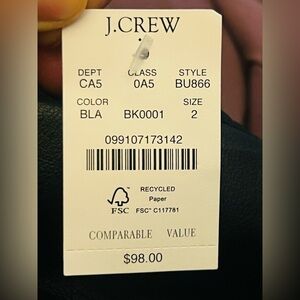 J.CREW
DEPT CLASS STYLE
CA5 0A5 BU866
COLOR SIZE
BLA BK0001 2
099107173142
RECYCLED
Paper
FSC FSC® C117781
COMPARABLE VALUE
$98.00